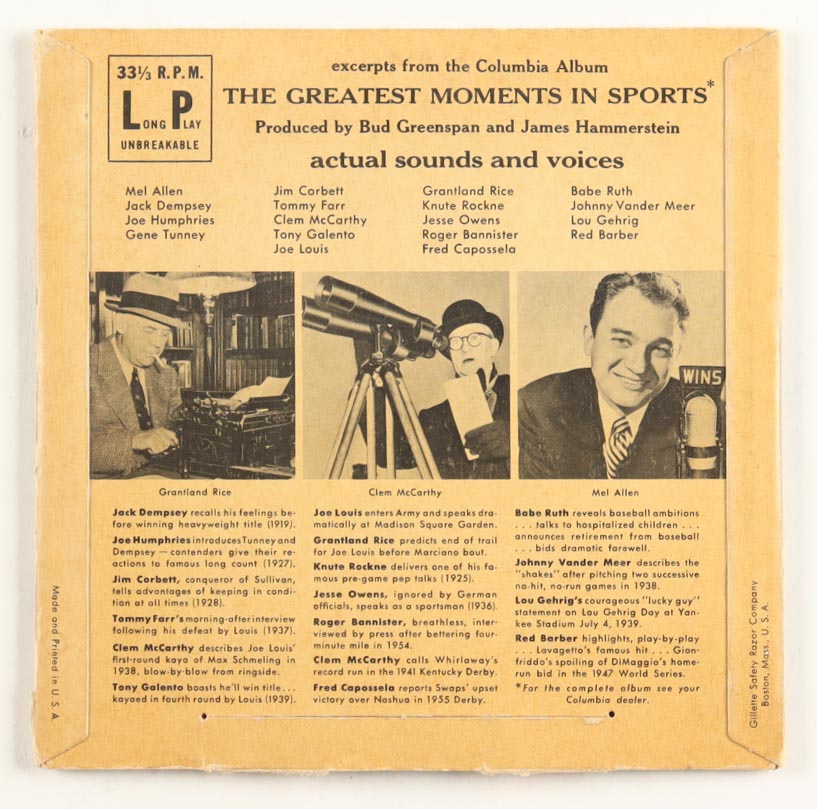 33⅓ R.P.M.
LONG PLAY
UNBREAKABLE
excerpts from the Columbia Album
THE GREATEST MOMENTS IN SPORTS*
Produced by Bud Greenspan and James Hammerstein
actual sounds and voices
Mel Allen
Jack Dempsey
Joe Humphries
Gene Tunney
Jim Corbett
Tommy Farr
Clem McCarthy
Tony Galento
Joe Louis
Grantland Rice
Knute Rockne
Jesse Owens
Roger Bannister
Fred Capossela
Babe Ruth
Johnny Vander Meer
Lou Gehrig
Red Barber
WINS
Grantland Rice
Clem McCarthy
Mel Allen
Jack Dempsey recalls his feelings be-
fore winning heavyweight title (1919).
Joe Humphries introduces Tunney and
Dempsey — contenders give their re-
actions to famous long count (1927).
Jim Corbett, conqueror of Sullivan,
tells advantages of keeping in condi-
tion at all times (1928).
Tommy Farr's morning-after interview
following his defeat by Louis (1937).
Clem McCarthy describes Joe Louis'
first-round kayo of Max Schmeling in
1938, blow-by-blow from ringside.
Tony Galento boasts he'll win title...
kayoed in fourth round by Louis (1939).
Joe Louis enters Army and speaks dra-
matically at Madison Square Garden.
Grantland Rice predicts end of trail
for Joe Louis before Marciano bout.
Knute Rockne delivers one of his fa-
mous pre-game pep talks (1925).
Jesse Owens, ignored by German
officials, speaks as a sportsman (1936).
Roger Bannister, breathless, inter-
viewed by press after bettering four-
minute mile in 1954.
Clem McCarthy calls Whirlaway's
record run in the 1941 Kentucky Derby.
Fred Capossela reports Swaps' upset
victory over Nashua in 1955 Derby.
Babe Ruth reveals baseball ambitions
... talks to hospitalized children ...
announces retirement from baseball
... bids dramatic farewell.
Johnny Vander Meer describes the
"shakes" after pitching two successive
no-hit, no-run games in 1938.
Lou Gehrig's courageous "lucky guy"
statement on Lou Gehrig Day at Yan-
kee Stadium July 4, 1939.
Red Barber highlights, play-by-play
... Lavagetto's famous hit ... Gion-
friddo's spoiling of DiMaggio's home-
run bid in the 1947 World Series.
*For the complete album see your
Columbia dealer.
Made and Printed in U. S. A.
Gillette Safety Razor Company
Boston, Mass., U. S. A.